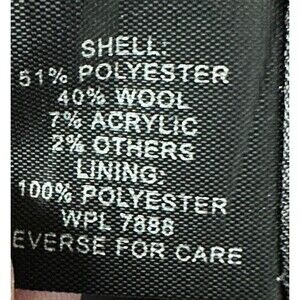 SHELL:
51% POLYESTER
40% WOOL
7% ACRYLIC
2% OTHERS
LINING:
100% POLYESTER
WPL 7888
EVERSE FOR CARE